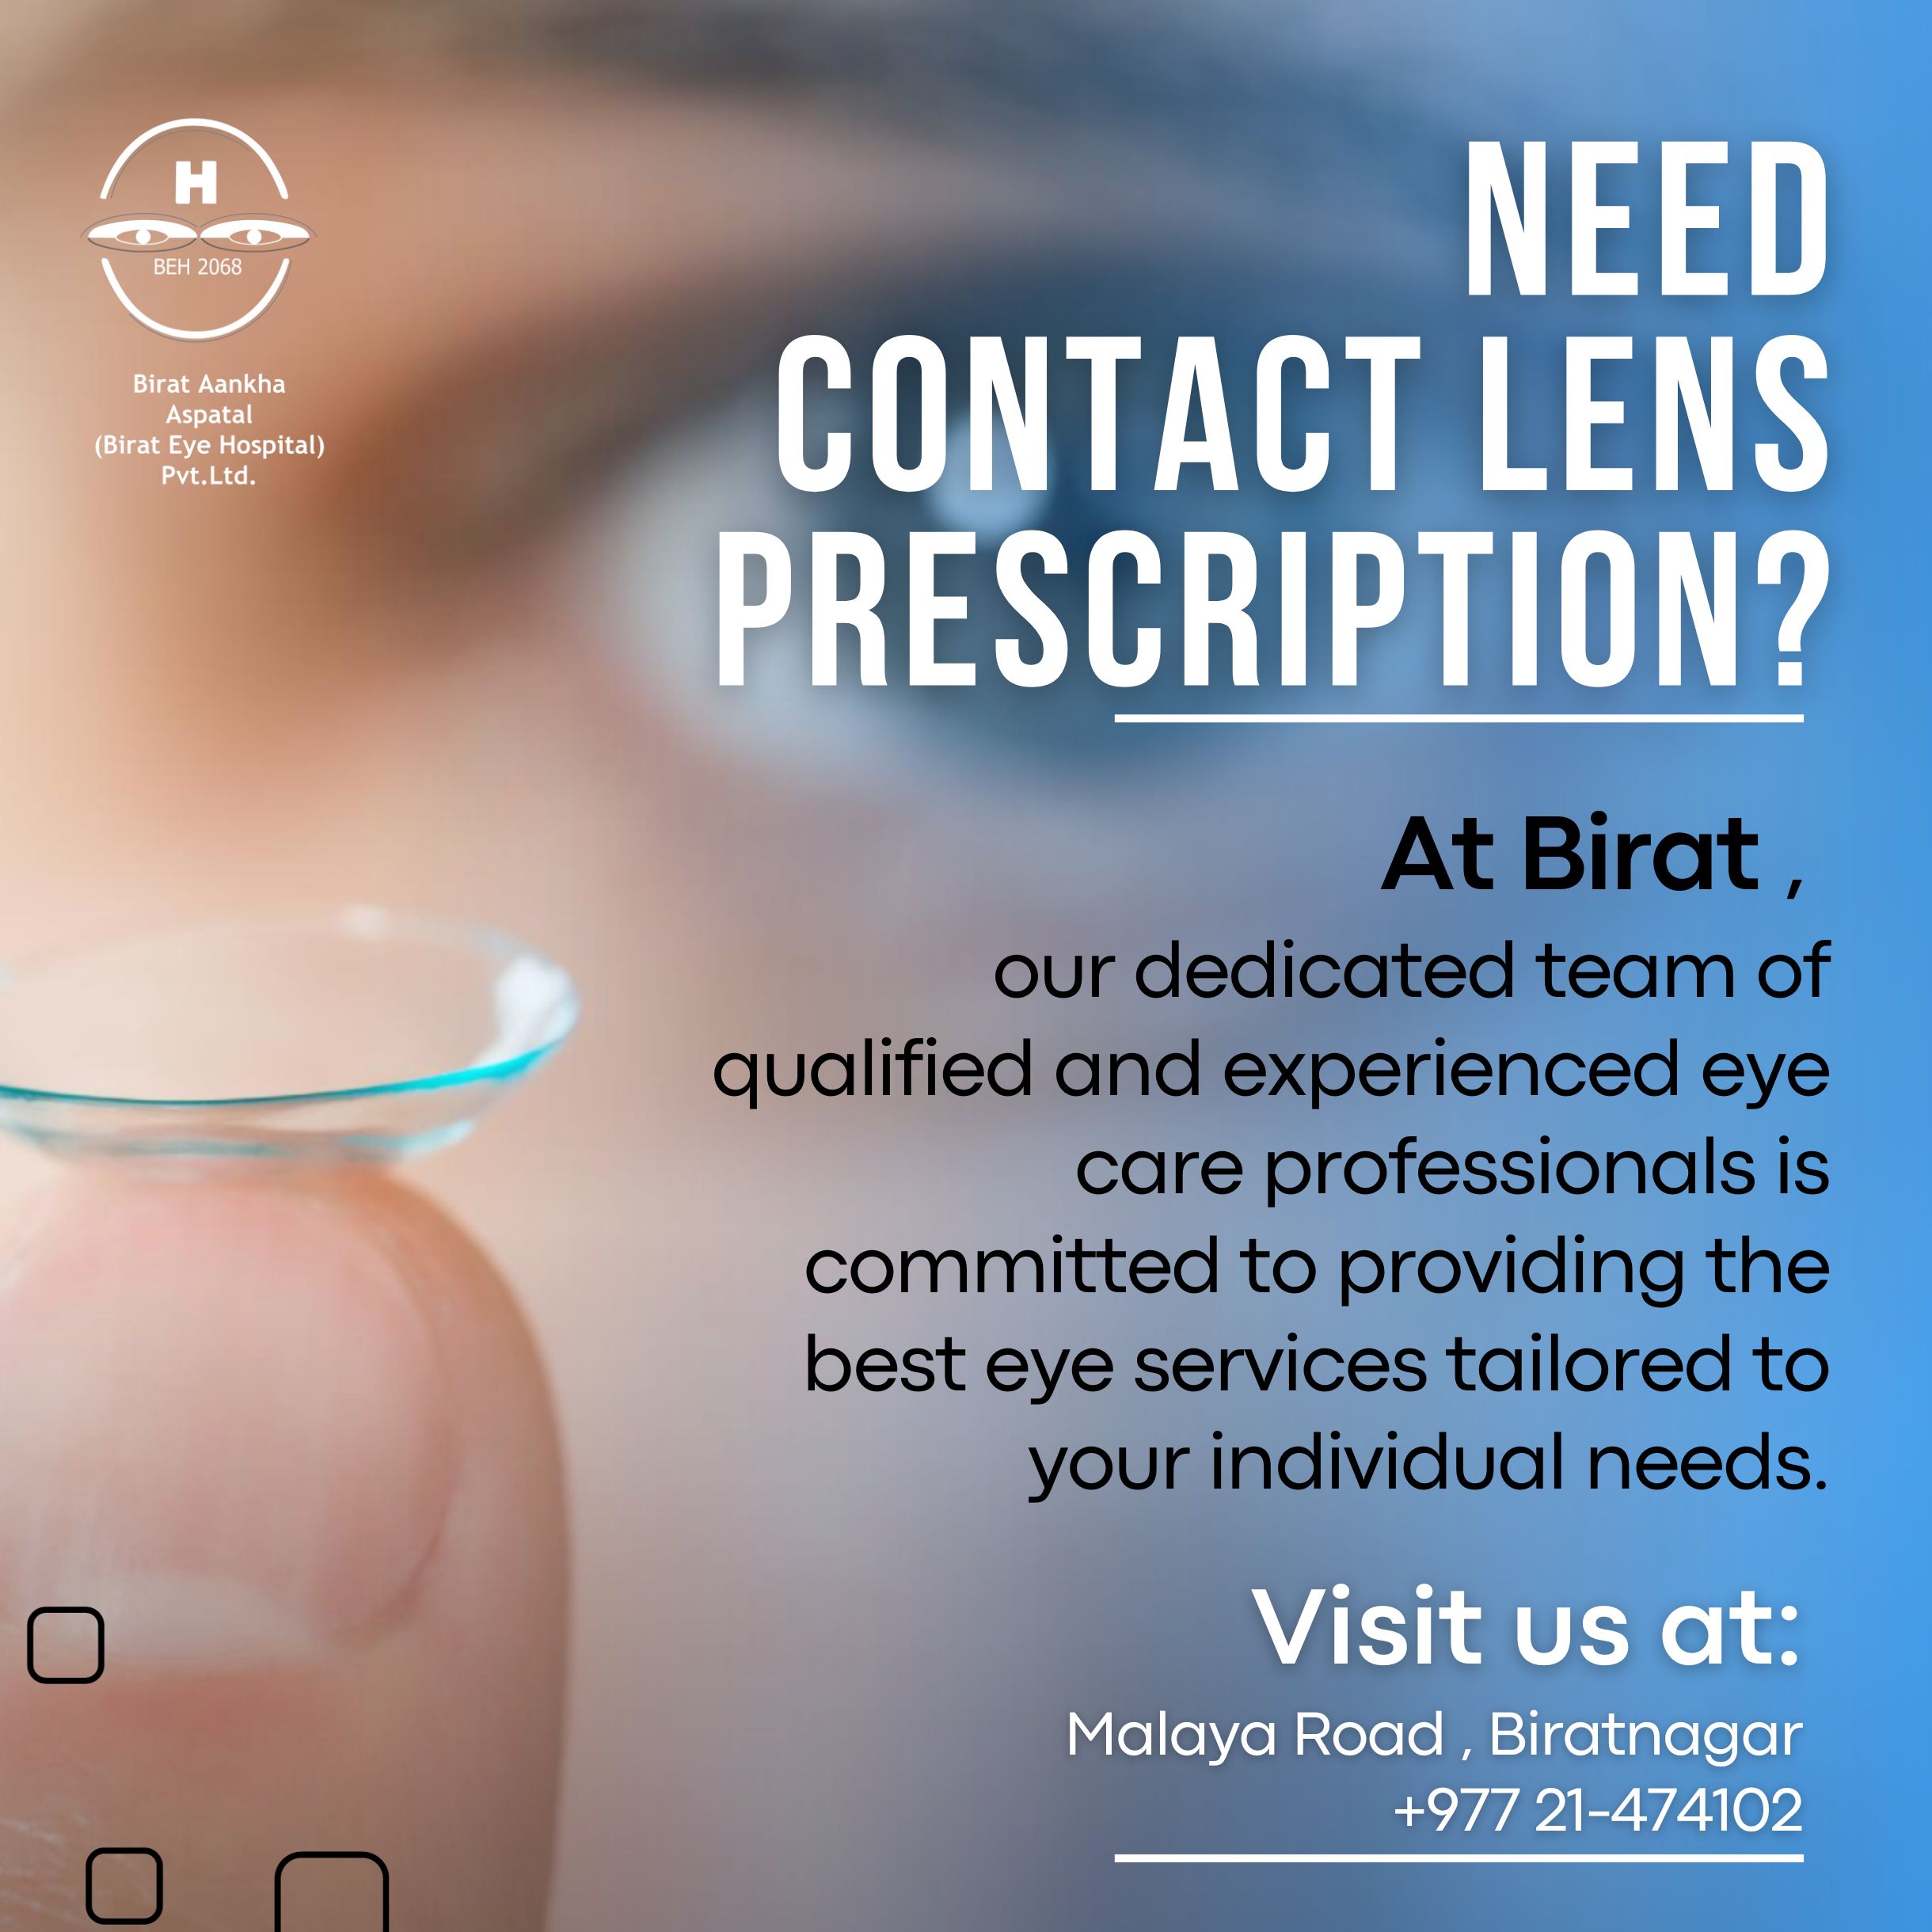 H
BEH 2068
Birat Aankha
Aspatal
(Birat Eye Hospital)
Pvt.Ltd.
NEED
CONTACT LENS
PRESCRIPTION?
At Birat ,
our dedicated team of
qualified and experienced eye
care professionals is
committed to providing the
best eye services tailored to
your individual needs.
Visit us at:
Malaya Road , Biratnagar
+977 21-474102